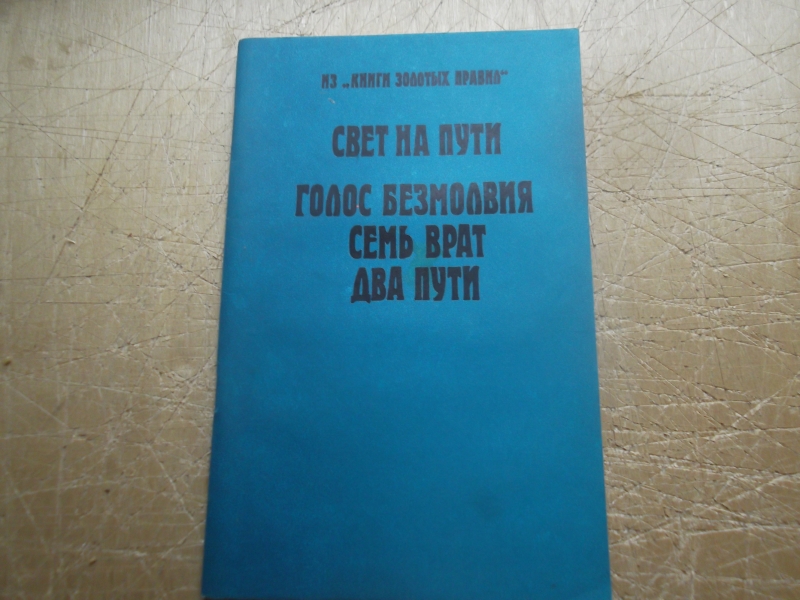 ИЗ „КНИГИ ЗОЛОТЫХ ПРАВИЛ“
СВЕТ НА ПУТИ
ГОЛОС БЕЗМОЛВИЯ
СЕМЬ ВРАТ
ДВА ПУТИ